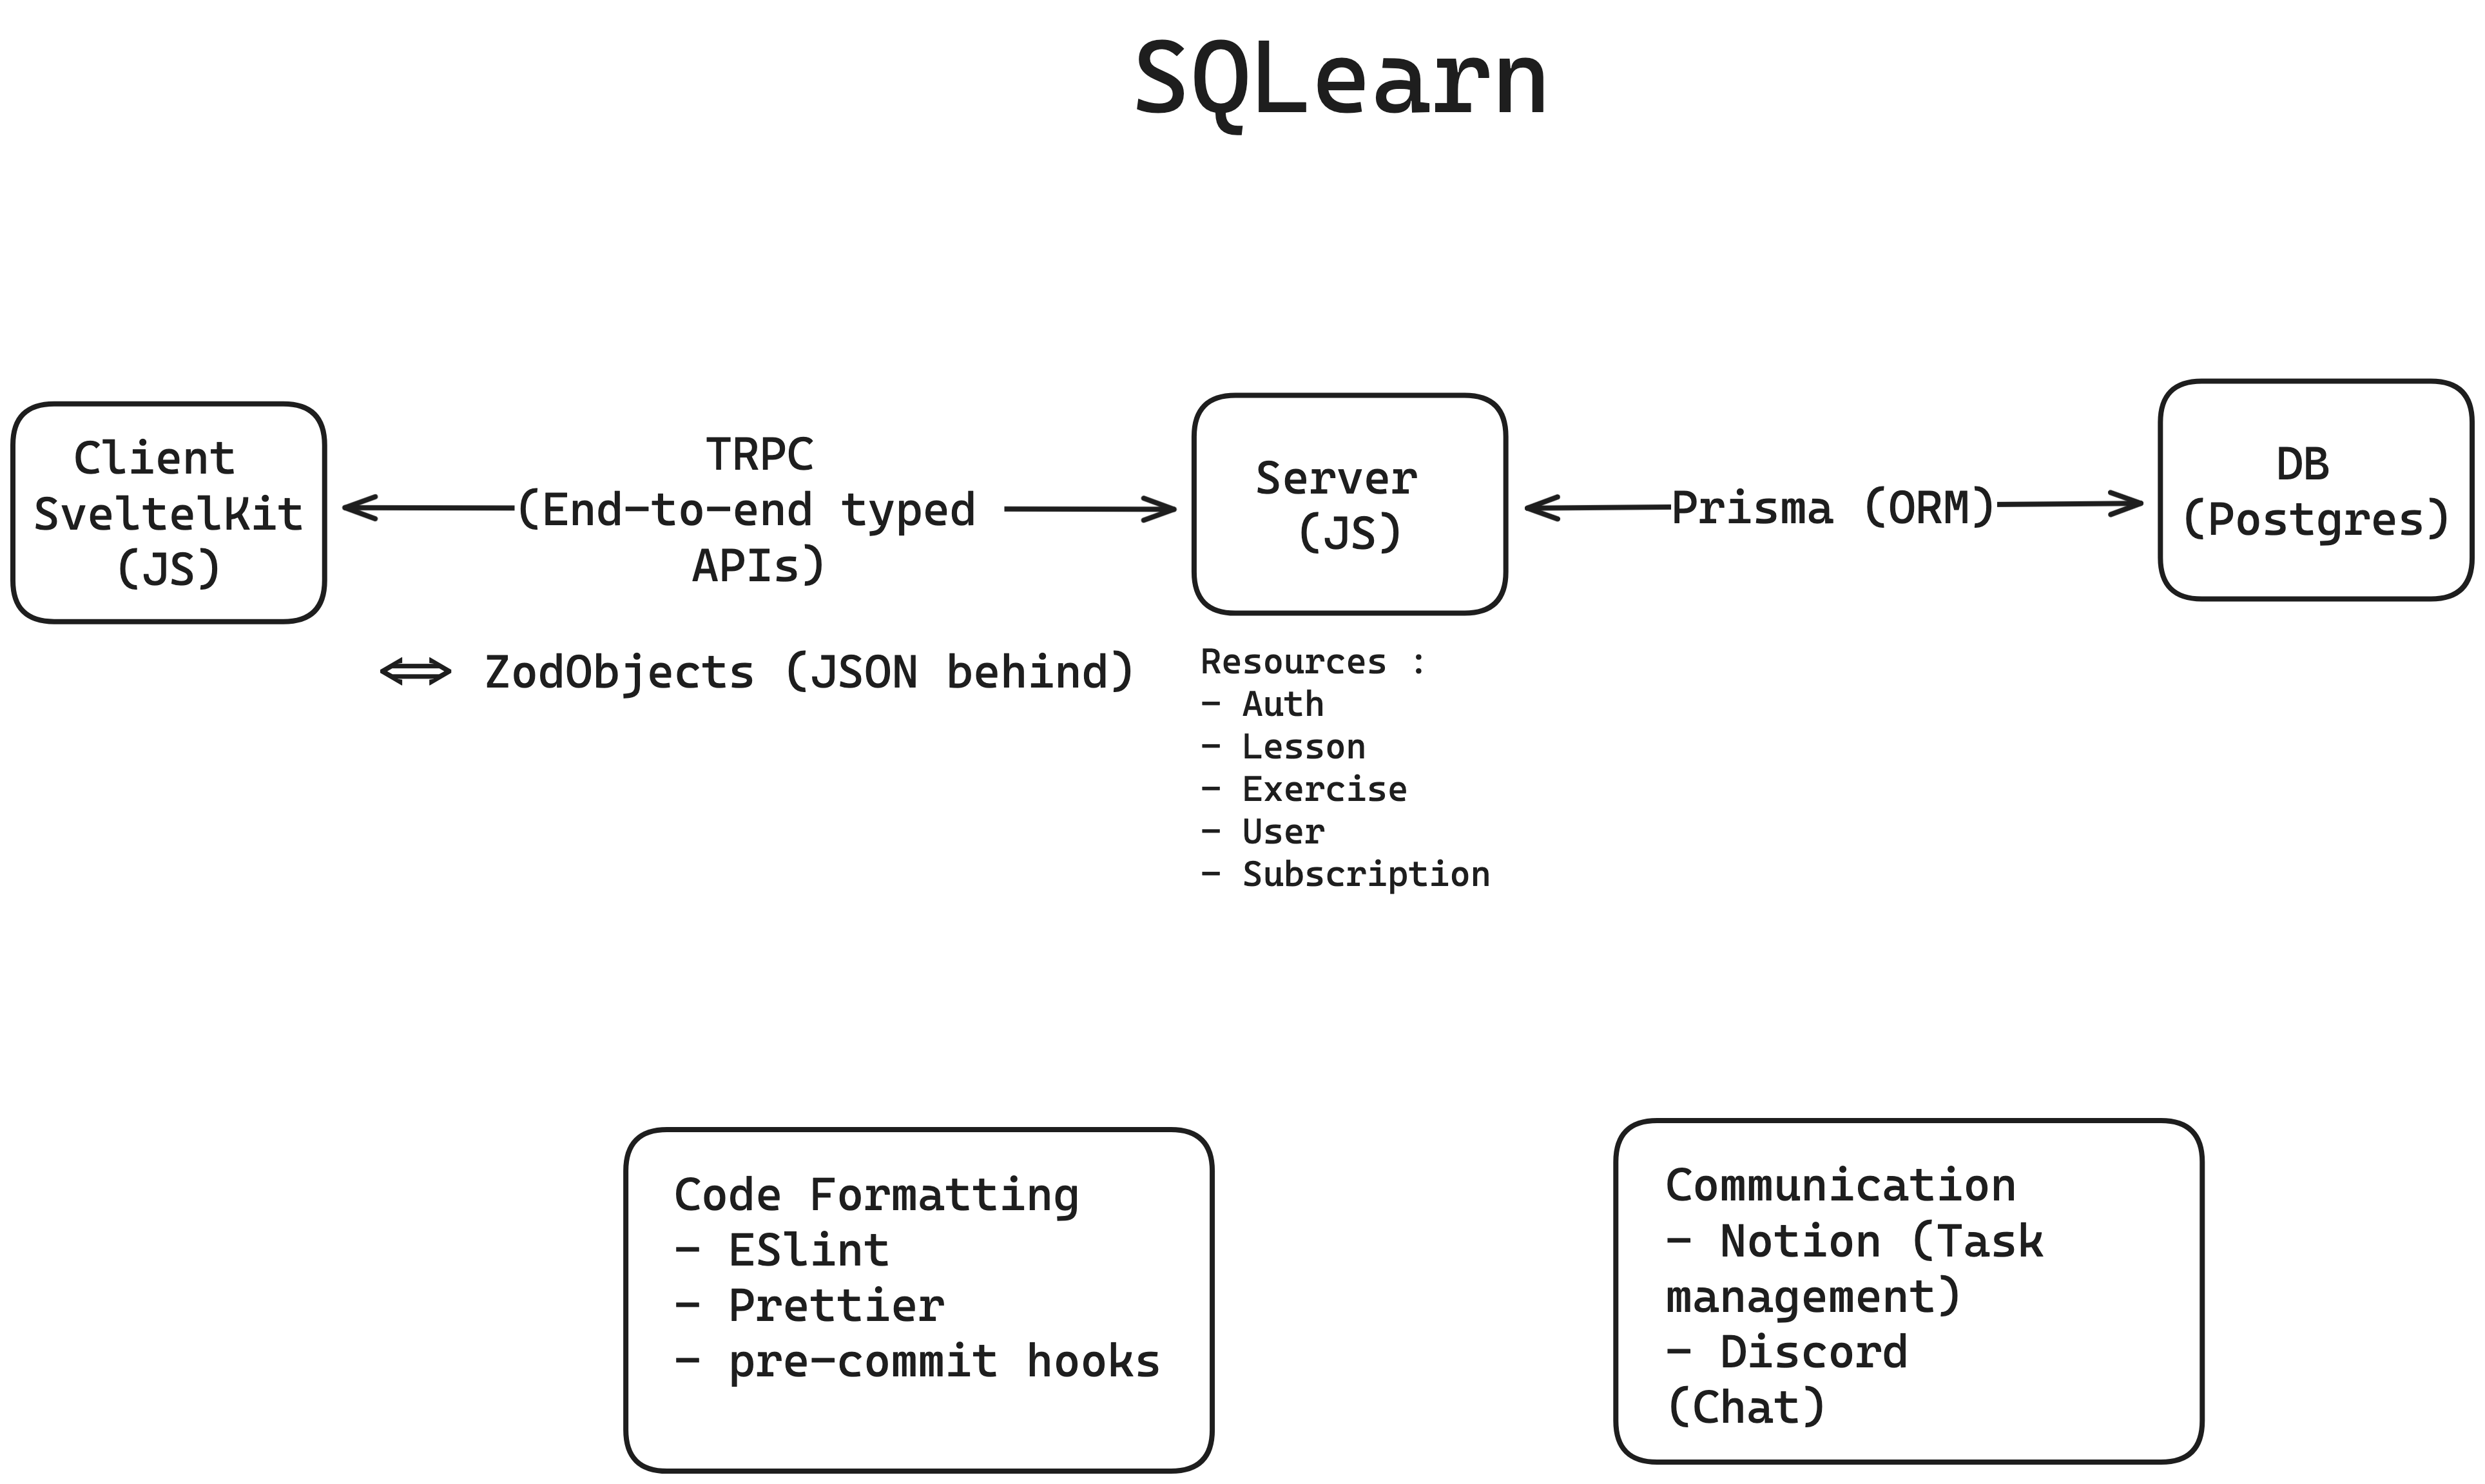 SQLearn
Client
SveltelKit
(JS)
TRPC
(End-to-end typed
APIs)
Server
(JS)
Prisma (ORM)
DB
(Postgres)
⇔ ZodObjects (JSON behind)
Resources :
- Auth
- Lesson
- Exercise
- User
- Subscription
Code Formatting
- ESlint
- Prettier
- pre-commit hooks
Communication
- Notion (Task
management)
- Discord
(Chat)